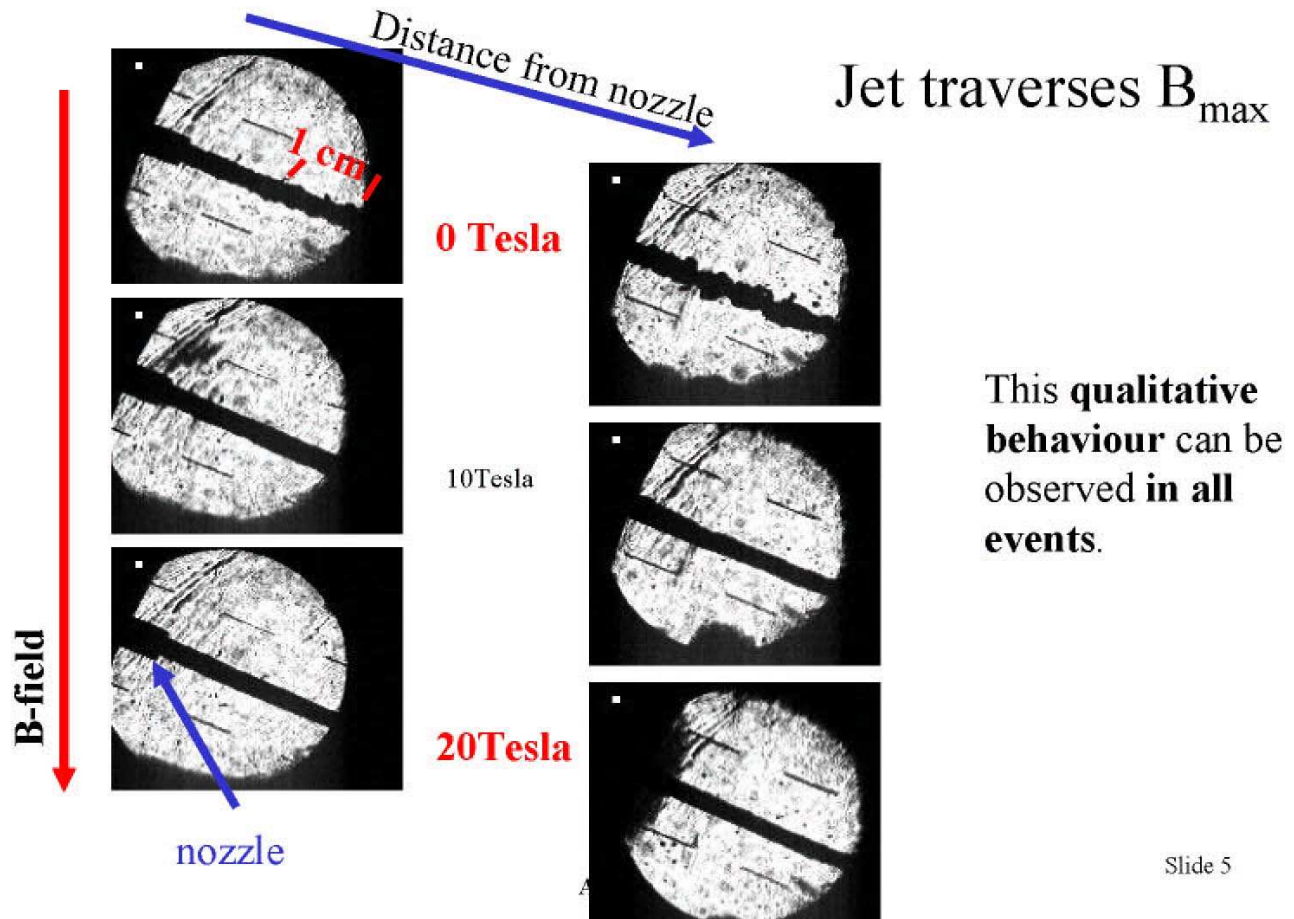 Distance from nozzle
Jet traverses Bmax
1 cm
0 Tesla
10Tesla
This qualitative
behaviour can be
observed in all
events.
B-field
20Tesla
nozzle
A
Slide 5